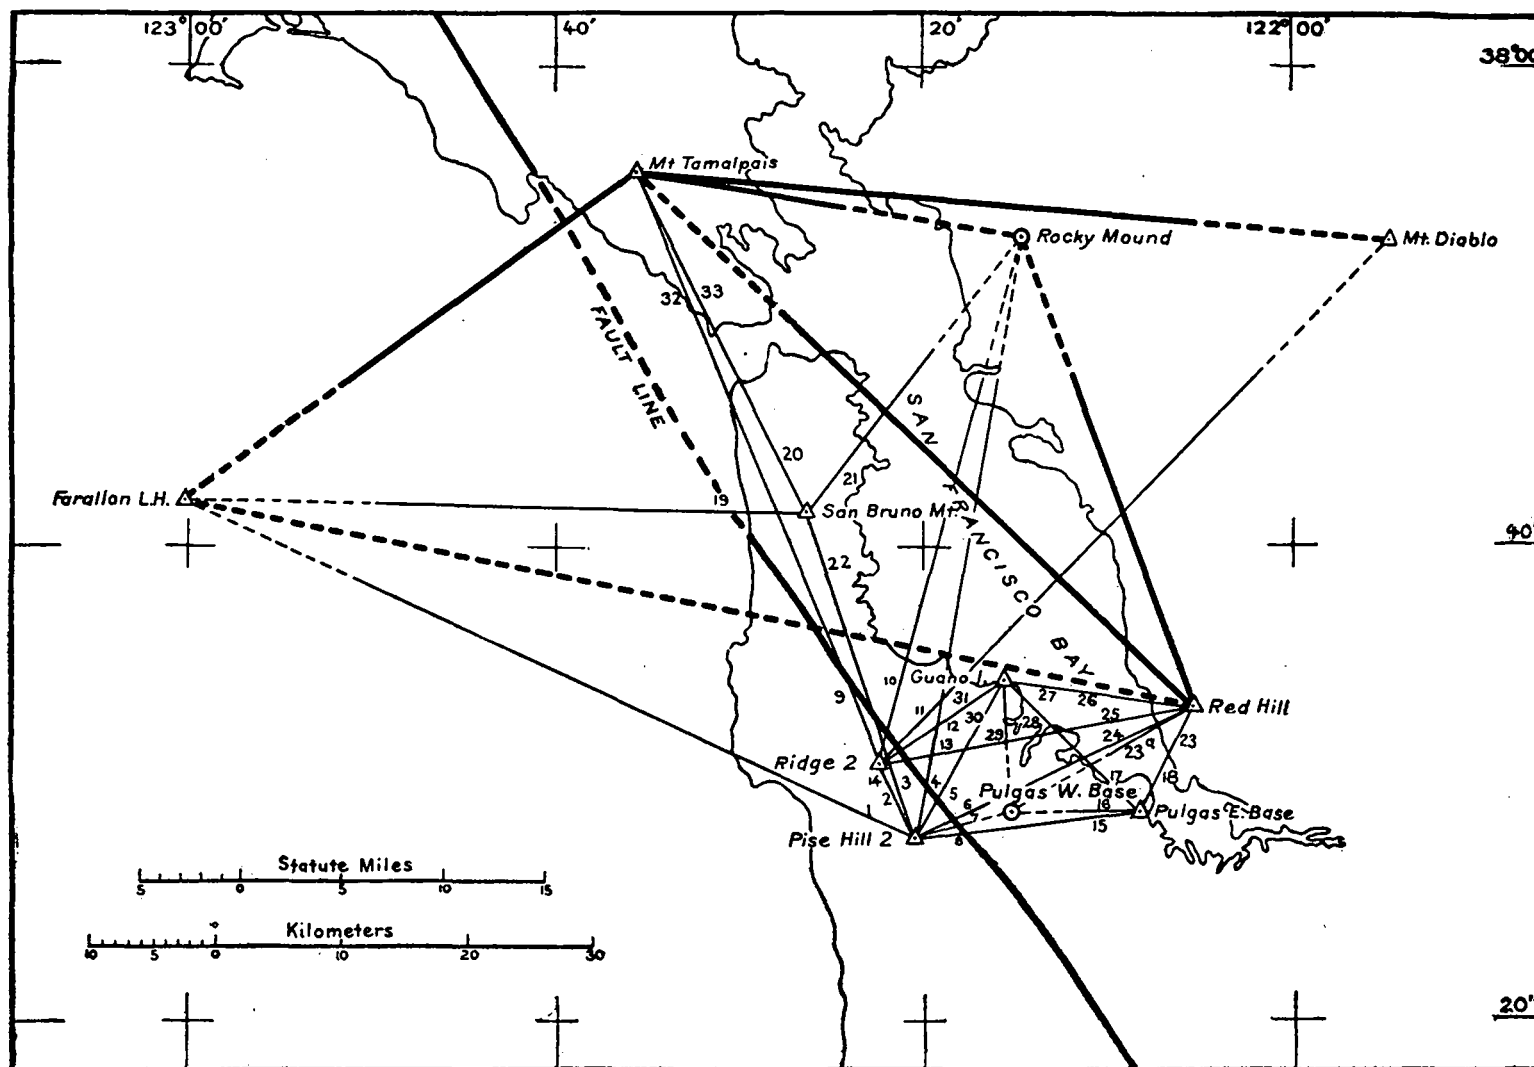 123°00'
40'
20'
122°00'
38°00'
Mt Tamalpais
Rocky Mound
Mt. Diablo
32
33
FAULT LINE
SAN FRANCISCO BAY
20
21
19
Farallon L.H.
San Bruno Mt.
40'
22
10
Guano I.
9
31
27
26
11
12
30
25
Red Hill
13
29
28
24
23a
23
Ridge 2
14
3
4
5
17
18
2
Pulgas W. Base
1
6
16
7
15
Pulgas E. Base
Pise Hill 2
8
Statute Miles
5 0 5 10 15
Kilometers
10 5 0 10 20 30
20'